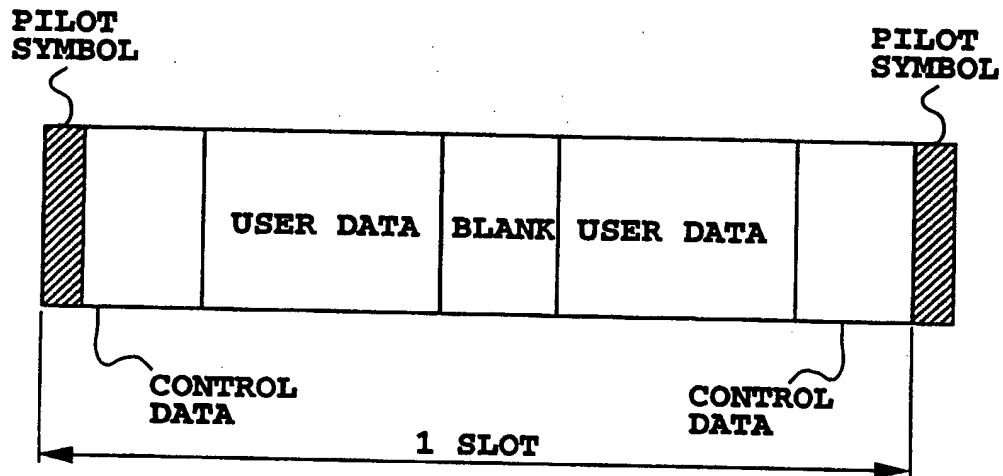 PILOT
SYMBOL
PILOT
SYMBOL
USER DATA
BLANK
USER DATA
CONTROL
DATA
CONTROL
DATA
1 SLOT